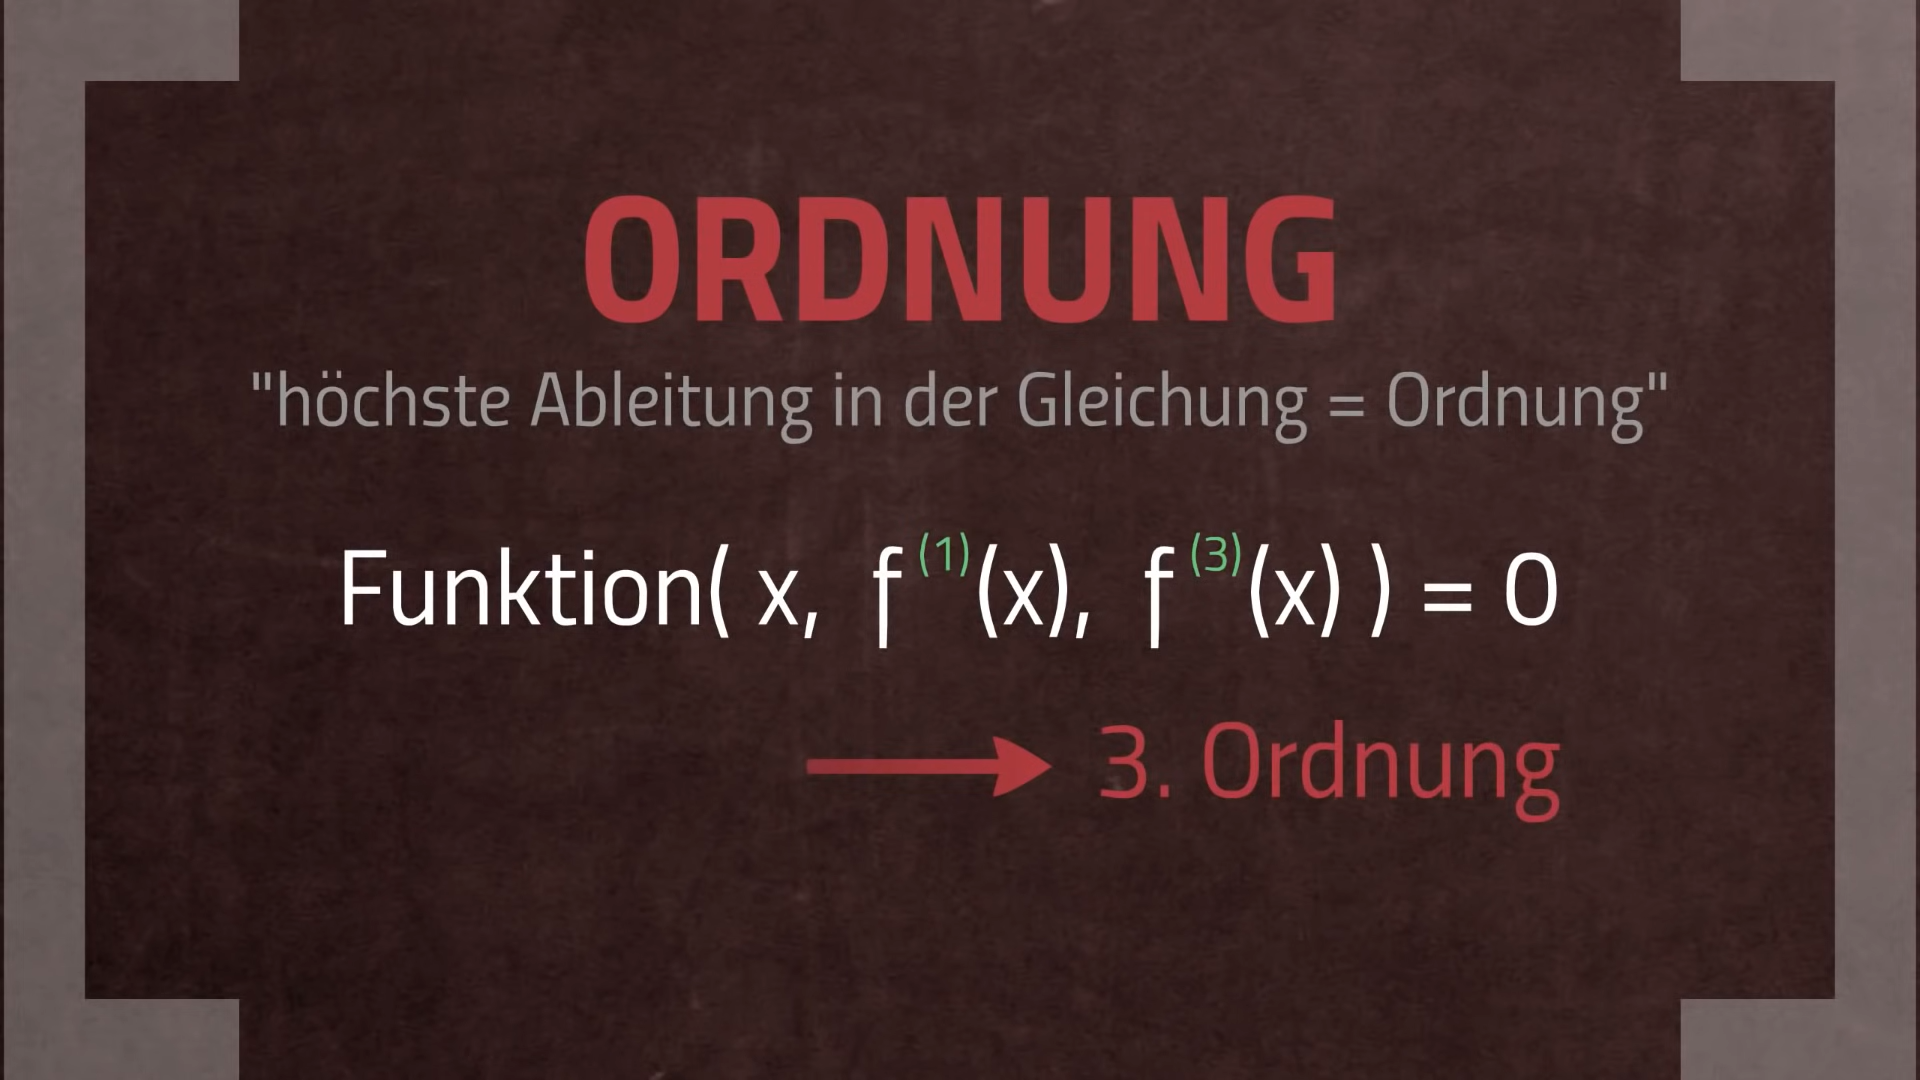 ORDNUNG
"höchste Ableitung in der Gleichung = Ordnung"
Funktion( x, f⁽¹⁾(x), f⁽³⁾(x) ) = 0
3. Ordnung